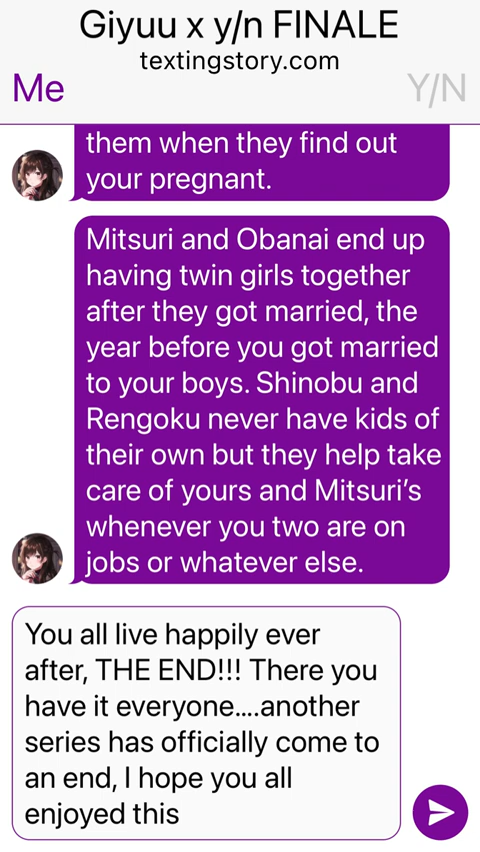 Giyuu x y/n FINALE
textingstory.com
Me
Y/N
them when they find out
your pregnant.
Mitsuri and Obanai end up
having twin girls together
after they got married, the
year before you got married
to your boys. Shinobu and
Rengoku never have kids of
their own but they help take
care of yours and Mitsuri’s
whenever you two are on
jobs or whatever else.
You all live happily ever
after, THE END!!! There you
have it everyone....another
series has officially come to
an end, I hope you all
enjoyed this